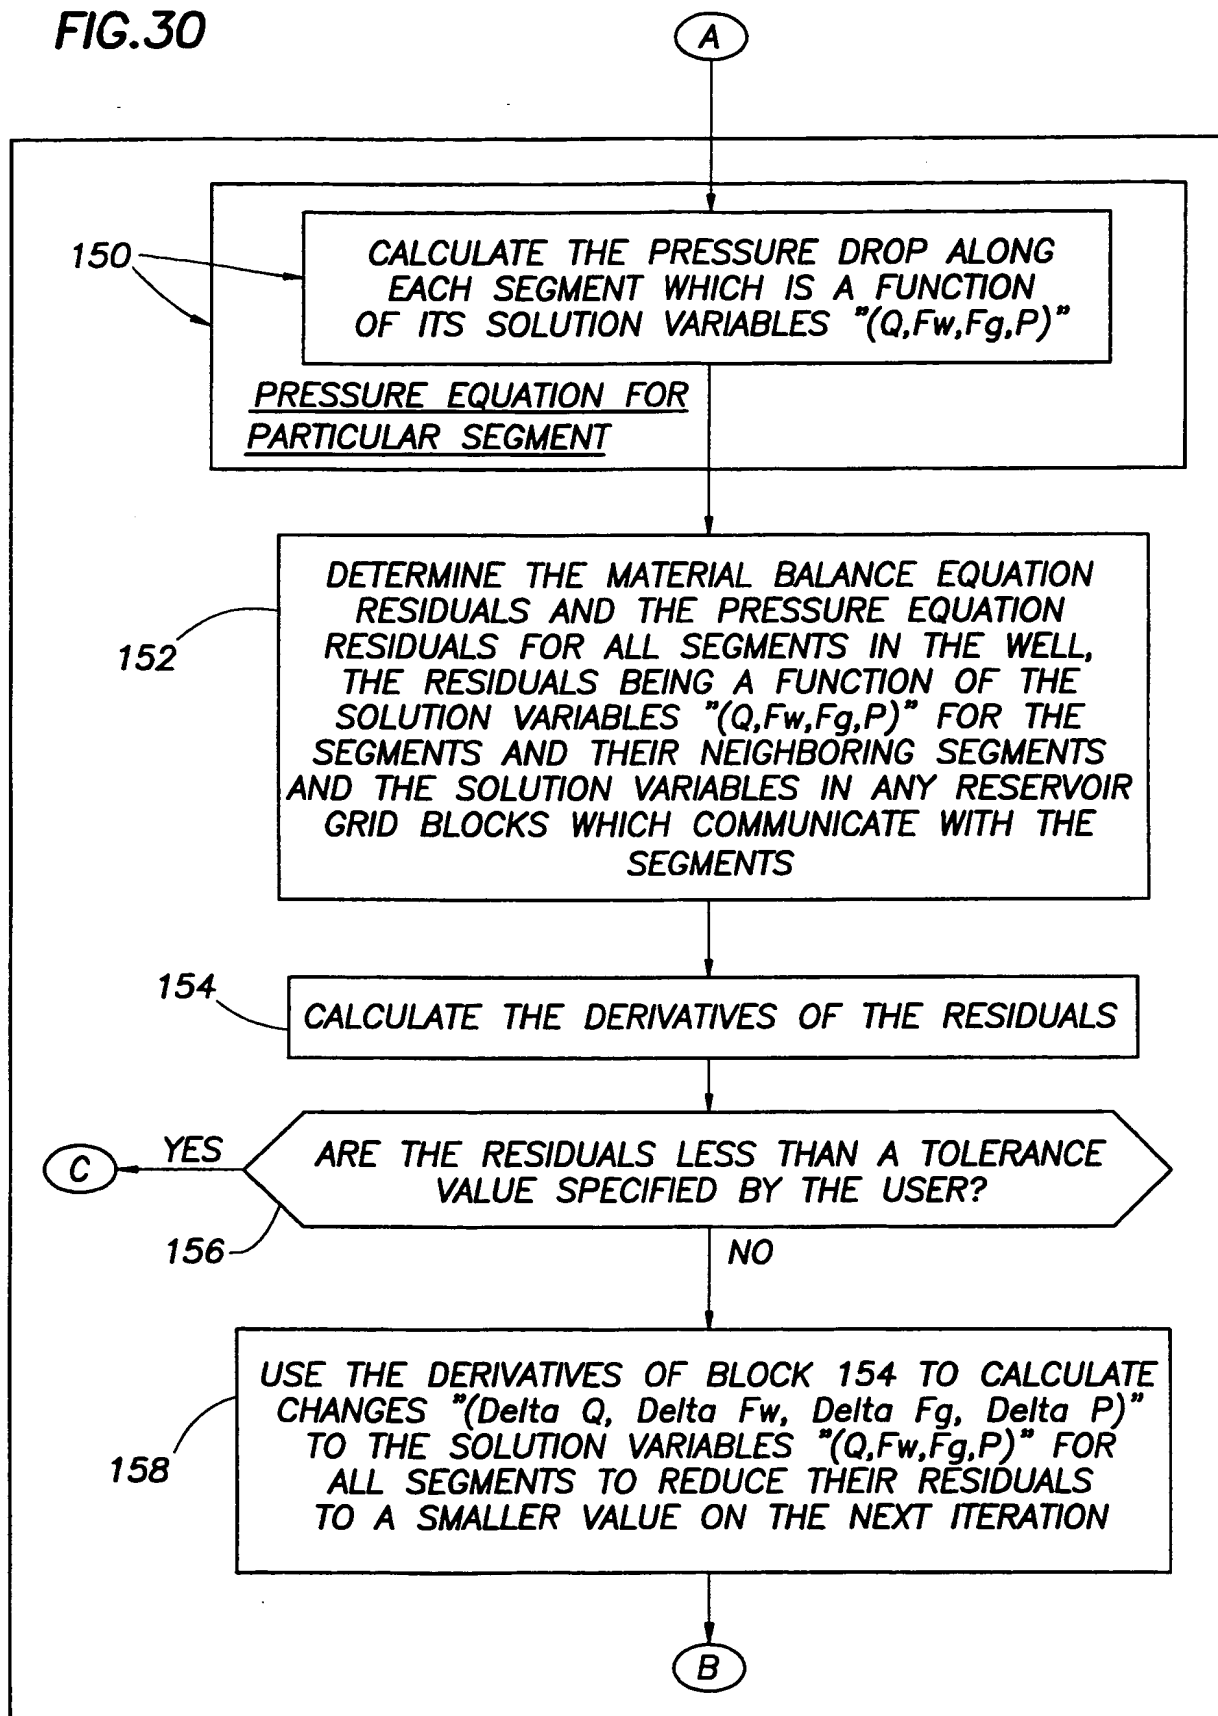 FIG.30
A
150
CALCULATE THE PRESSURE DROP ALONG
EACH SEGMENT WHICH IS A FUNCTION
OF ITS SOLUTION VARIABLES "(Q,Fw,Fg,P)"
PRESSURE EQUATION FOR
PARTICULAR SEGMENT
152
DETERMINE THE MATERIAL BALANCE EQUATION
RESIDUALS AND THE PRESSURE EQUATION
RESIDUALS FOR ALL SEGMENTS IN THE WELL,
THE RESIDUALS BEING A FUNCTION OF THE
SOLUTION VARIABLES "(Q,Fw,Fg,P)" FOR THE
SEGMENTS AND THEIR NEIGHBORING SEGMENTS
AND THE SOLUTION VARIABLES IN ANY RESERVOIR
GRID BLOCKS WHICH COMMUNICATE WITH THE
SEGMENTS
154
CALCULATE THE DERIVATIVES OF THE RESIDUALS
C
YES
ARE THE RESIDUALS LESS THAN A TOLERANCE
VALUE SPECIFIED BY THE USER?
156
NO
158
USE THE DERIVATIVES OF BLOCK 154 TO CALCULATE
CHANGES "(Delta Q, Delta Fw, Delta Fg, Delta P)"
TO THE SOLUTION VARIABLES "(Q,Fw,Fg,P)" FOR
ALL SEGMENTS TO REDUCE THEIR RESIDUALS
TO A SMALLER VALUE ON THE NEXT ITERATION
B